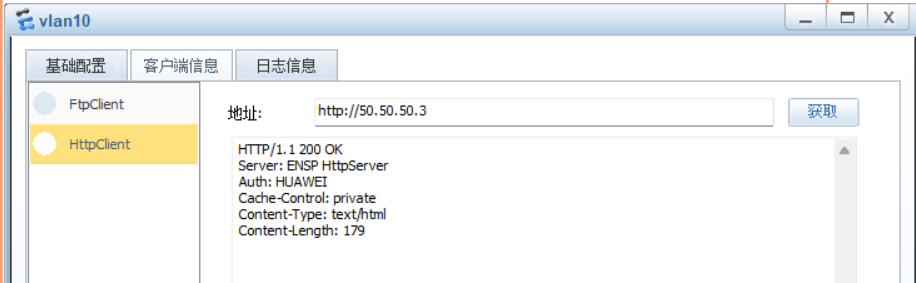 vlan10
基础配置 客户端信息 日志信息
FtpClient
HttpClient
地址: http://50.50.50.3 获取
HTTP/1.1 200 OK
Server: ENSP HttpServer
Auth: HUAWEI
Cache-Control: private
Content-Type: text/html
Content-Length: 179